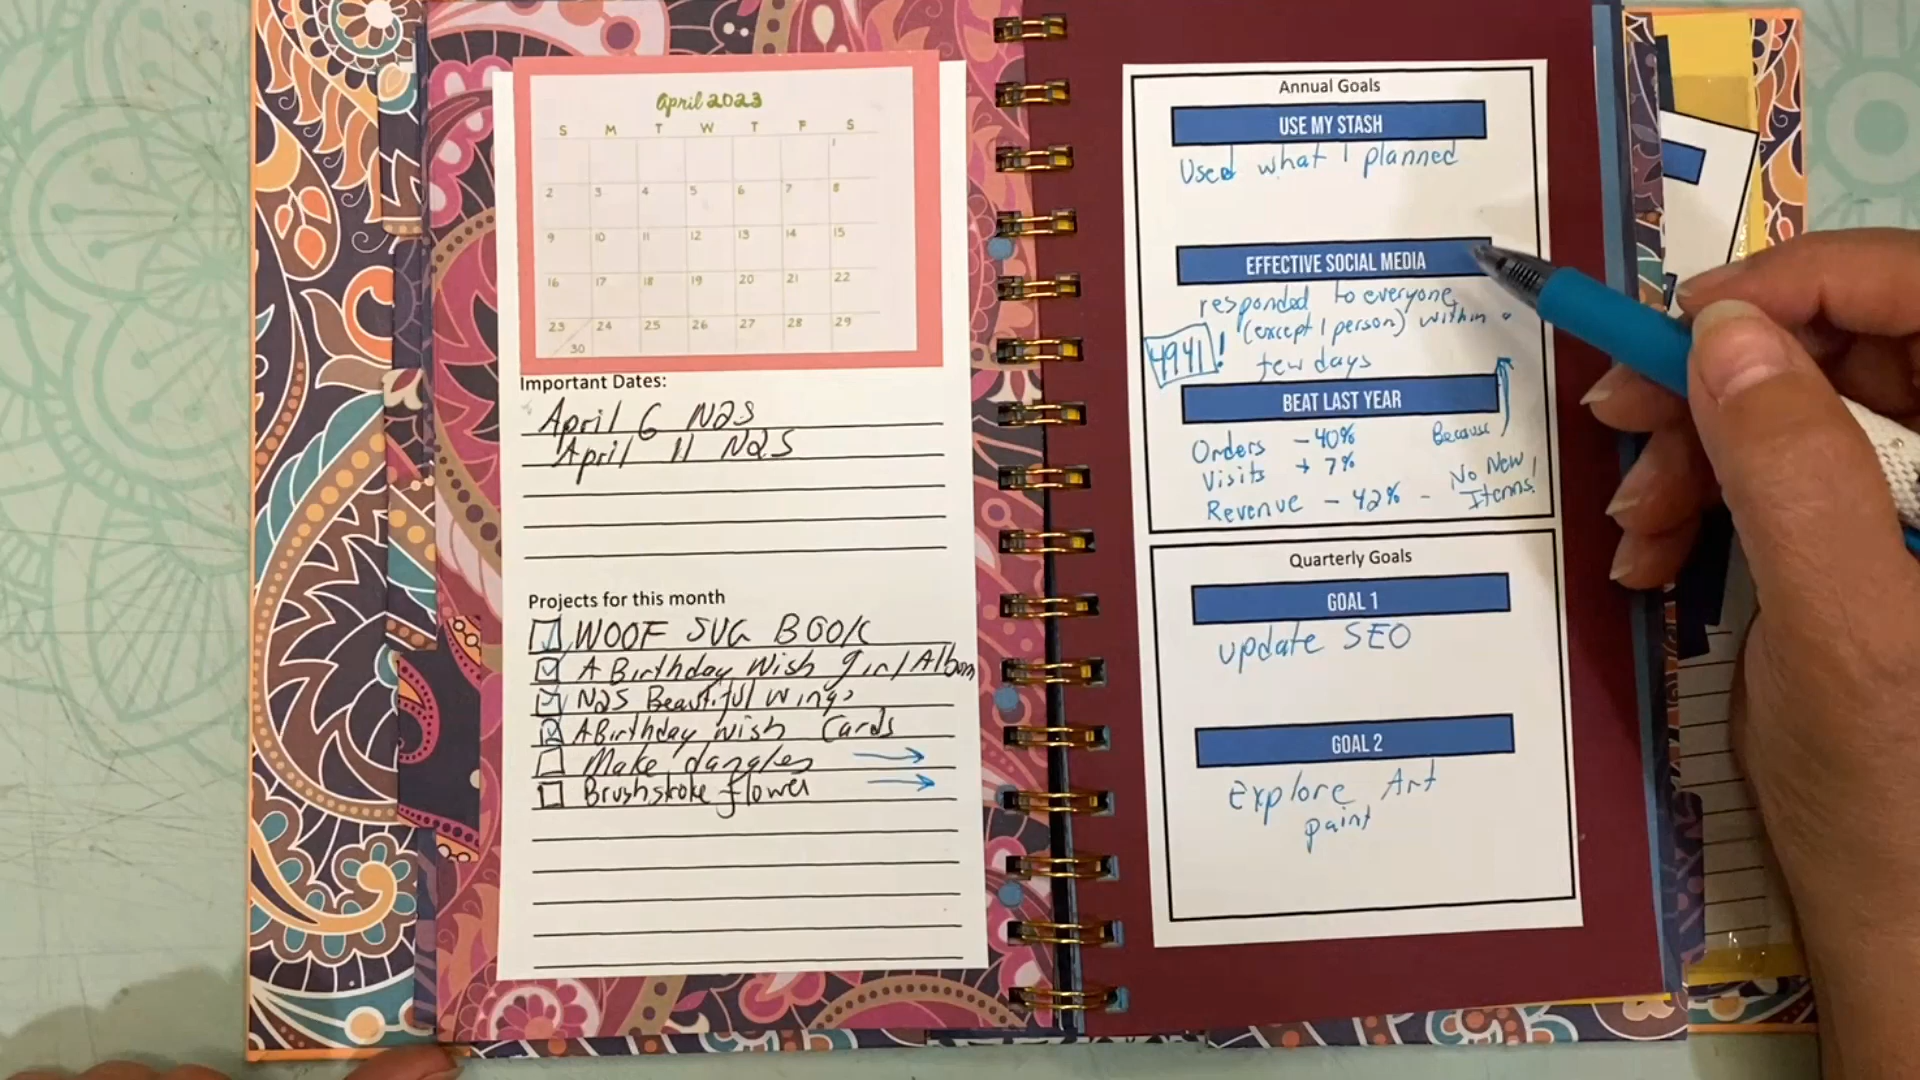 April 2023
S M T W T F S
1
2 3 4 5 6 7 8
9 10 11 12 13 14 15
16 17 18 19 20 21 22
23 24 25 26 27 28 29
30
Important Dates:
April 6 N2S
April 11 N2S
Projects for this month
WOOF SVG BOOK
A Birthday Wish girl Album
N2S Beautiful wings
A Birthday wish Cards
Make dangles
Brushstroke flower
Annual Goals
USE MY STASH
Used what I planned
EFFECTIVE SOCIAL MEDIA
responded to everyone
(except 1 person) within a
4941!
few days
BEAT LAST YEAR
Orders - 40%
Because
Visits + 7%
Revenue - 42% - No New
Items!
Quarterly Goals
GOAL 1
update SEO
GOAL 2
Explore Art
paint